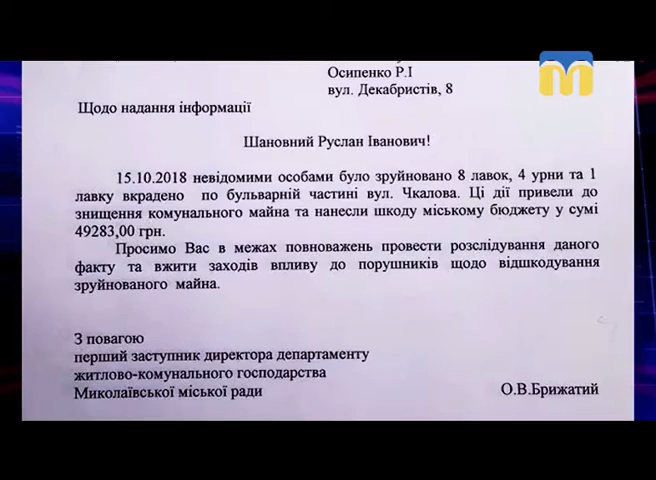 Осипенко Р.І
вул. Декабристів, 8
Щодо надання інформації
Шановний Руслан Іванович!
15.10.2018 невідомими особами було зруйновано 8 лавок, 4 урни та 1
лавку вкрадено по бульварній частині вул. Чкалова. Ці дії привели до
знищення комунального майна та нанесли шкоду міському бюджету у сумі
49283,00 грн.
Просимо Вас в межах повноважень провести розслідування даного
факту та вжити заходів впливу до порушників щодо відшкодування
зруйнованого майна.
З повагою
перший заступник директора департаменту
житлово-комунального господарства
Миколаївської міської ради О.В.Брижатий